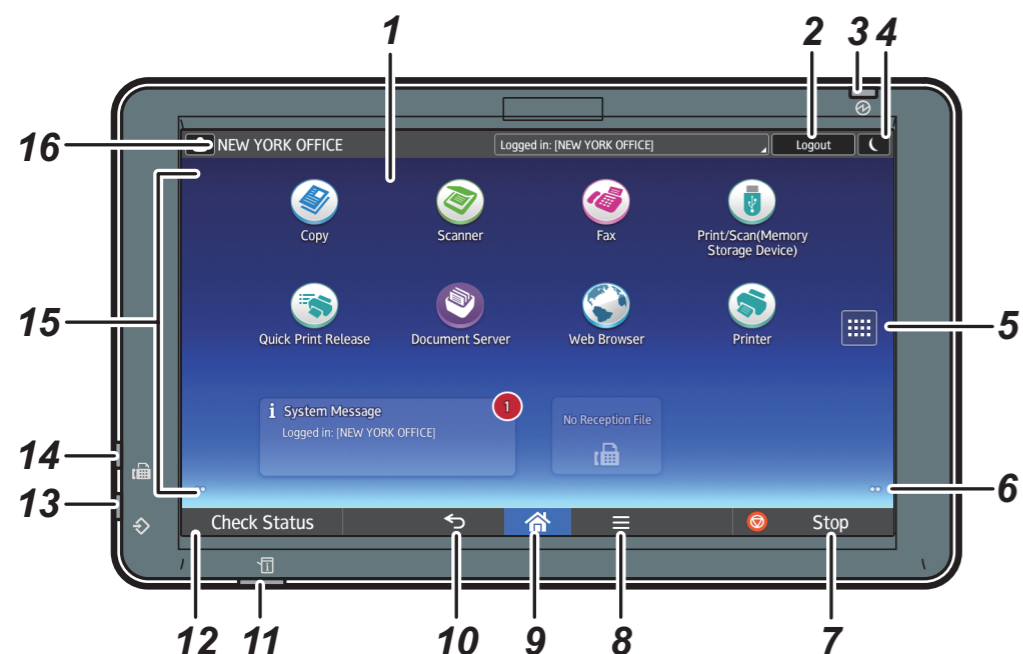 1
2
3
4
16
NEW YORK OFFICE
Logged in: [NEW YORK OFFICE]
Logout
Copy
Scanner
Fax
Print/Scan(Memory
Storage Device)
15
5
Quick Print Release
Document Server
Web Browser
Printer
i System Message
1
Logged in: [NEW YORK OFFICE]
No Reception File
14
13
6
Check Status
Stop
12
11
10
9
8
7